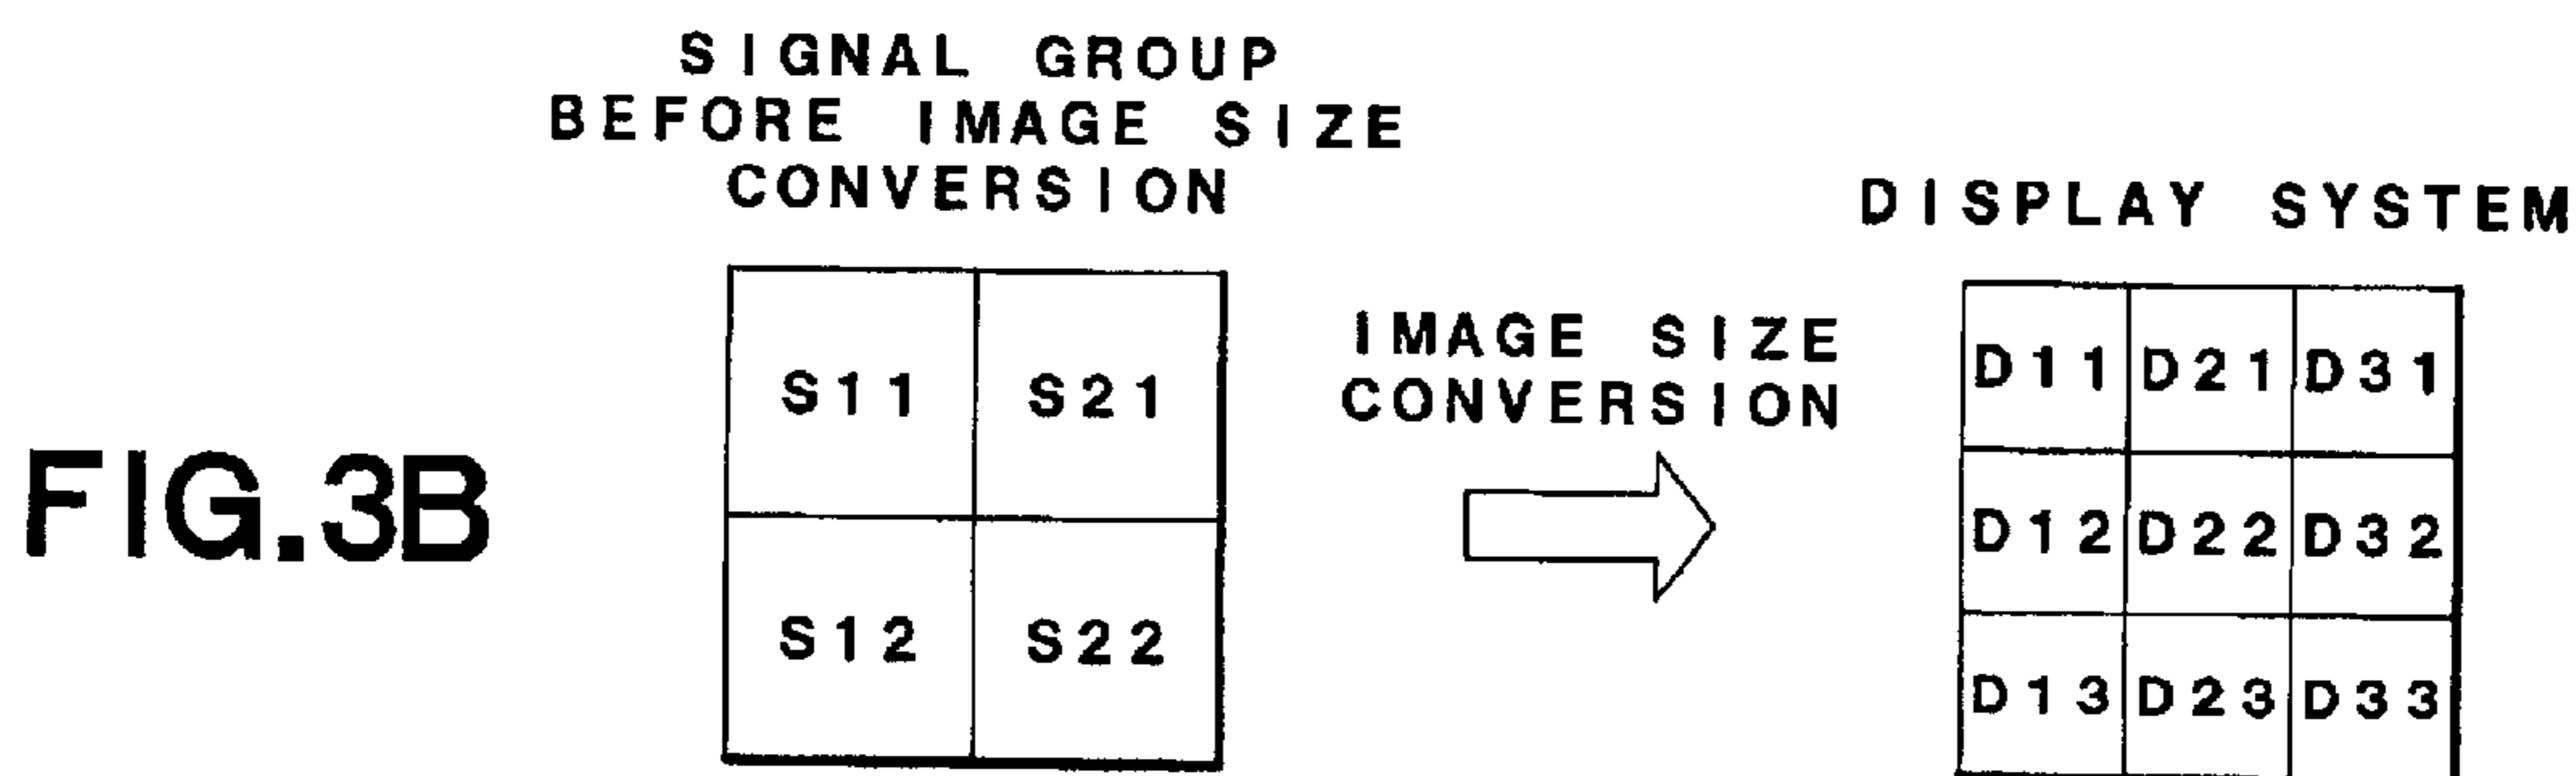 SIGNAL GROUP
BEFORE IMAGE SIZE
CONVERSION
DISPLAY SYSTEM
IMAGE SIZE
CONVERSION
FIG.3B
S11 S21
S12 S22
D11 D21 D31
D12 D22 D32
D13 D23 D33